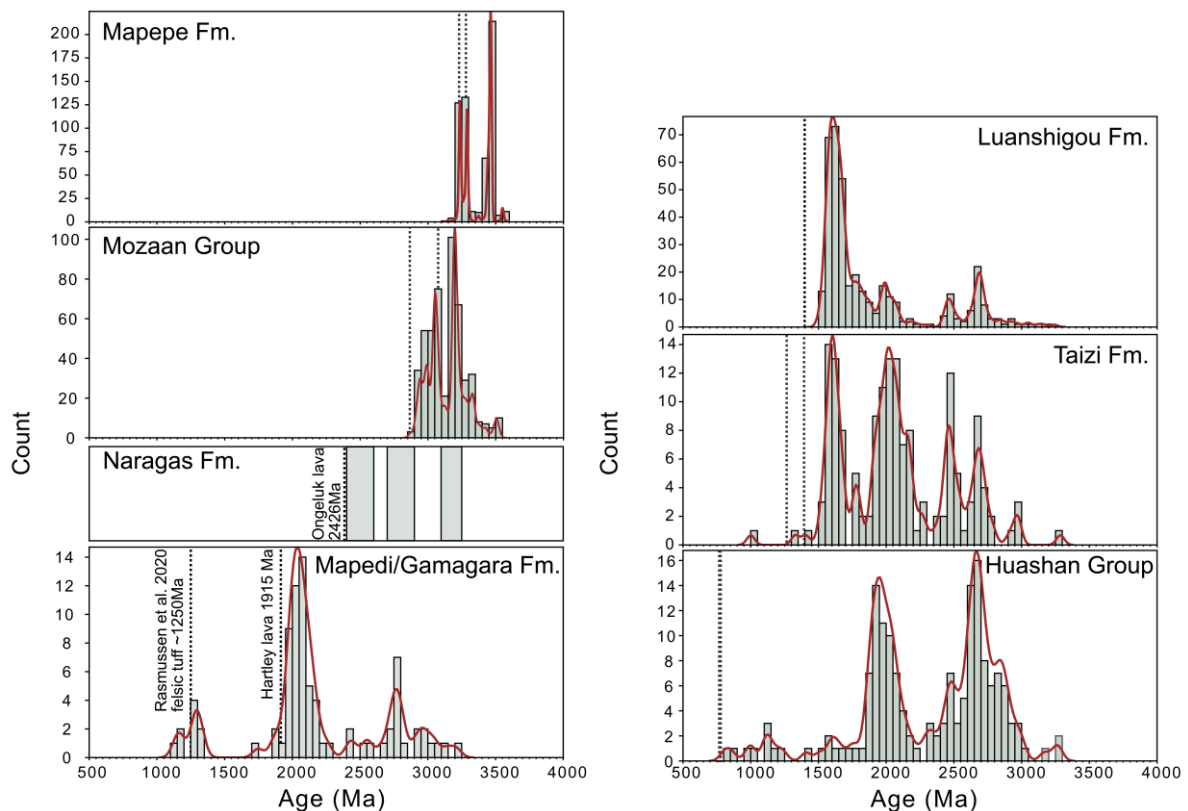 Mapepe Fm.
200
175
150
125
100
75
50
25
0
Mozaan Group
100
80
60
40
20
0
Count
Naragas Fm.
Ongeluk lava
2426Ma
Mapedi/Gamagara Fm.
14
12
10
8
6
4
2
0
Rasmussen et al. 2020
felsic tuff ~1250Ma
Hartley lava 1915 Ma
500 1000 1500 2000 2500 3000 3500 4000
Age (Ma)
Luanshigou Fm.
70
60
50
40
30
20
10
0
Taizi Fm.
14
12
10
8
6
4
2
0
Count
Huashan Group
16
14
12
10
8
6
4
2
0
500 1000 1500 2000 2500 3000 3500 4000
Age (Ma)